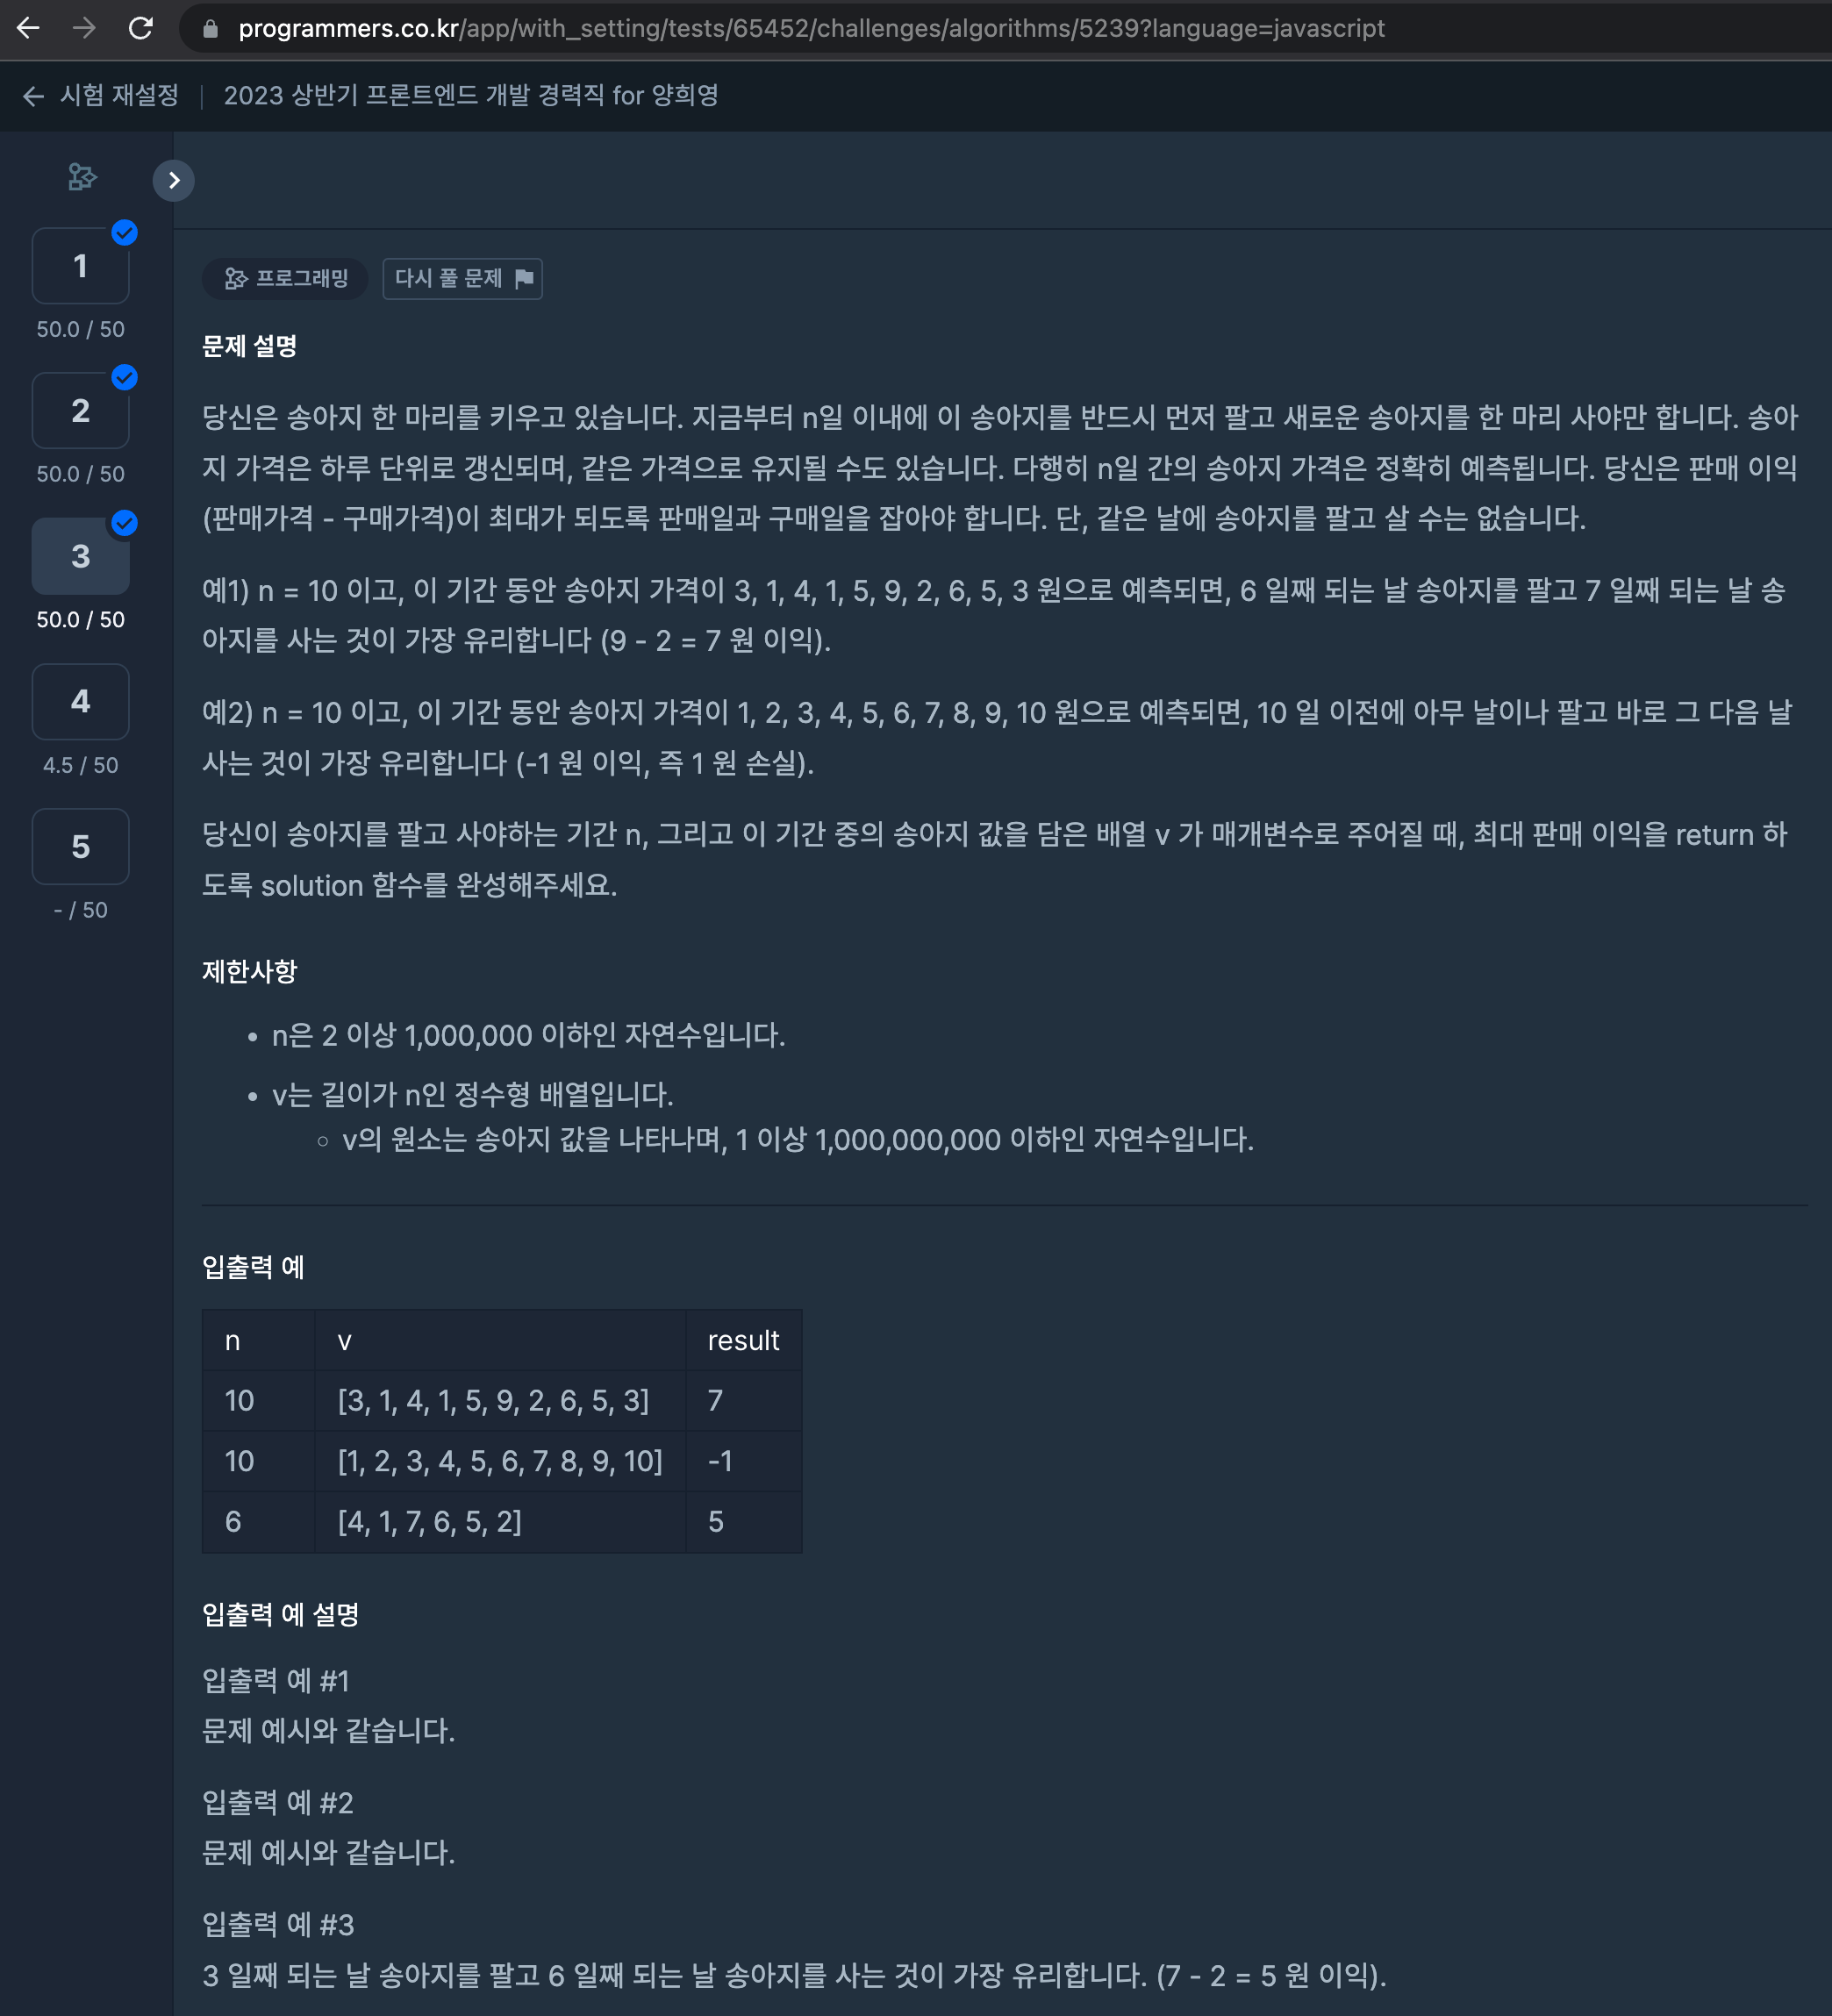 programmers.co.kr/app/with_setting/tests/65452/challenges/algorithms/5239?language=javascript
시험 재설정 | 2023 상반기 프론트엔드 개발 경력직 for 양희영
1
50.0 / 50
2
50.0 / 50
3
50.0 / 50
4
4.5 / 50
5
- / 50
프로그래밍 다시 풀 문제
문제 설명
당신은 송아지 한 마리를 키우고 있습니다. 지금부터 n일 이내에 이 송아지를 반드시 먼저 팔고 새로운 송아지를 한 마리 사야만 합니다. 송아
지 가격은 하루 단위로 갱신되며, 같은 가격으로 유지될 수도 있습니다. 다행히 n일 간의 송아지 가격은 정확히 예측됩니다. 당신은 판매 이익
(판매가격 - 구매가격)이 최대가 되도록 판매일과 구매일을 잡아야 합니다. 단, 같은 날에 송아지를 팔고 살 수는 없습니다.
예1) n = 10 이고, 이 기간 동안 송아지 가격이 3, 1, 4, 1, 5, 9, 2, 6, 5, 3 원으로 예측되면, 6 일째 되는 날 송아지를 팔고 7 일째 되는 날 송
아지를 사는 것이 가장 유리합니다 (9 - 2 = 7 원 이익).
예2) n = 10 이고, 이 기간 동안 송아지 가격이 1, 2, 3, 4, 5, 6, 7, 8, 9, 10 원으로 예측되면, 10 일 이전에 아무 날이나 팔고 바로 그 다음 날
사는 것이 가장 유리합니다 (-1 원 이익, 즉 1 원 손실).
당신이 송아지를 팔고 사야하는 기간 n, 그리고 이 기간 중의 송아지 값을 담은 배열 v 가 매개변수로 주어질 때, 최대 판매 이익을 return 하
도록 solution 함수를 완성해주세요.
제한사항
• n은 2 이상 1,000,000 이하인 자연수입니다.
• v는 길이가 n인 정수형 배열입니다.
◦ v의 원소는 송아지 값을 나타나며, 1 이상 1,000,000,000 이하인 자연수입니다.
입출력 예
n v result
10 [3, 1, 4, 1, 5, 9, 2, 6, 5, 3] 7
10 [1, 2, 3, 4, 5, 6, 7, 8, 9, 10] -1
6 [4, 1, 7, 6, 5, 2] 5
입출력 예 설명
입출력 예 #1
문제 예시와 같습니다.
입출력 예 #2
문제 예시와 같습니다.
입출력 예 #3
3 일째 되는 날 송아지를 팔고 6 일째 되는 날 송아지를 사는 것이 가장 유리합니다. (7 - 2 = 5 원 이익).